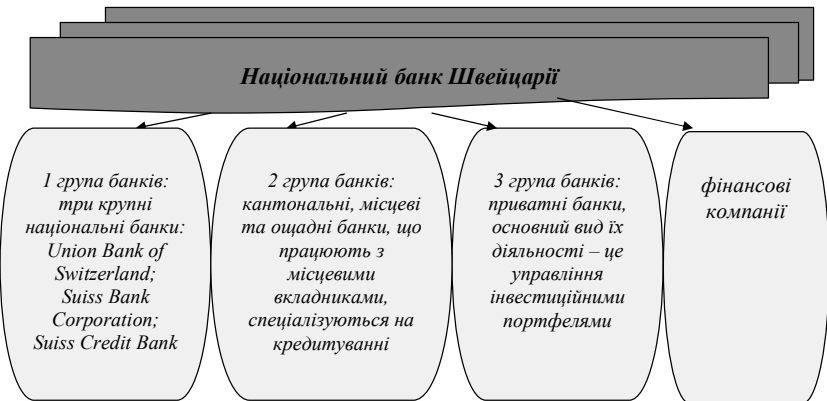 Національний банк Швейцарії
1 група банків:
три крупні
національні банки:
Union Bank of
Switzerland;
Suiss Bank
Corporation;
Suiss Credit Bank
2 група банків:
кантональні, місцеві
та ощадні банки, що
працюють з
місцевими
вкладниками,
спеціалізуються на
кредитуванні
3 група банків:
приватні банки,
основний вид їх
діяльності – це
управління
інвестиційними
портфелями
фінансові
компанії